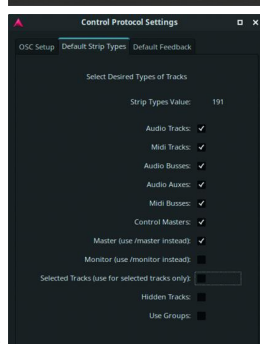 Control Protocol Settings
OSC Setup Default Strip Types Default Feedback
Select Desired Types of Tracks
Strip Types Value: 191
Audio Tracks:
Midi Tracks:
Audio Busses:
Audio Auxes:
Midi Busses:
Control Masters:
Master (use /master instead):
Monitor (use /monitor instead):
Selected Tracks (use for selected tracks only):
Hidden Tracks:
Use Groups: